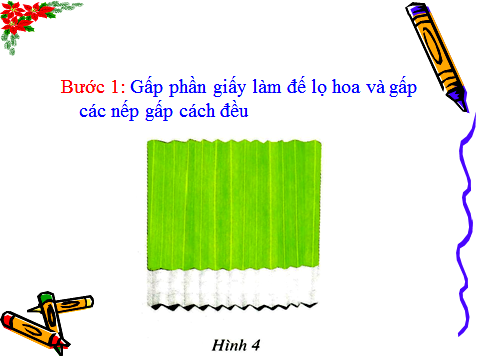 Bước 1: Gấp phần giấy làm đế lọ hoa và gấp
các nếp gấp cách đều
Hình 4